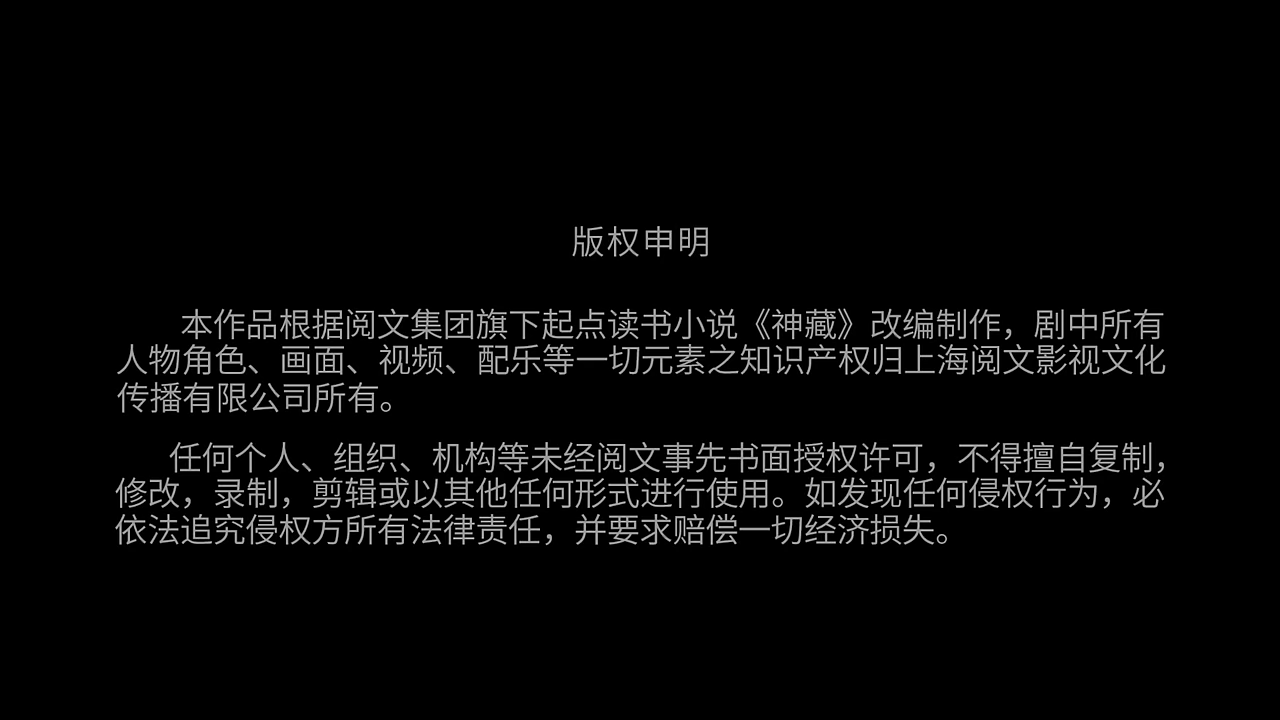 版权申明
本作品根据阅文集团旗下起点读书小说《神藏》改编制作，剧中所有
人物角色、画面、视频、配乐等一切元素之知识产权归上海阅文影视文化
传播有限公司所有。
任何个人、组织、机构等未经阅文事先书面授权许可，不得擅自复制，
修改，录制，剪辑或以其他任何形式进行使用。如发现任何侵权行为，必
依法追究侵权方所有法律责任，并要求赔偿一切经济损失。